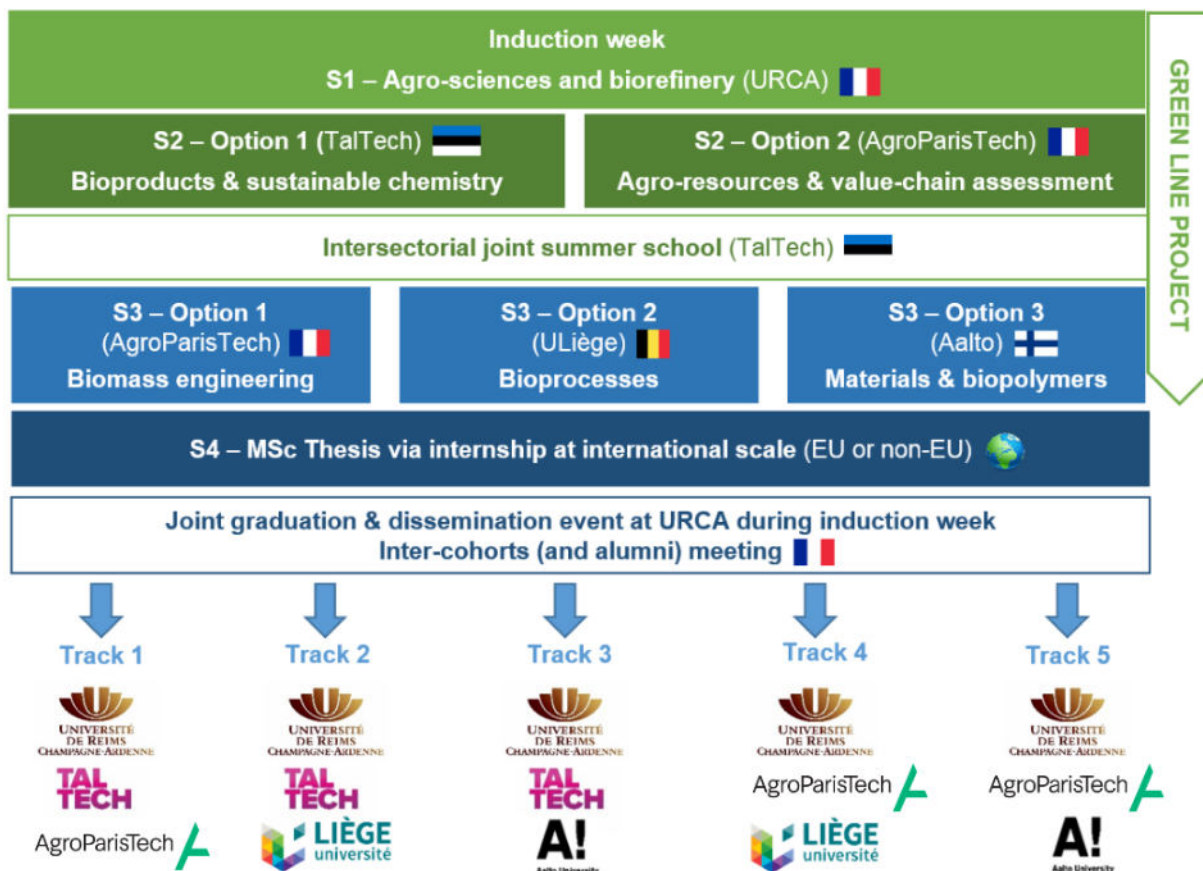 Induction week
S1 – Agro-sciences and biorefinery (URCA)
GREEN LINE PROJECT
S2 – Option 1 (TalTech)
Bioproducts & sustainable chemistry
S2 – Option 2 (AgroParisTech)
Agro-resources & value-chain assessment
Intersectorial joint summer school (TalTech)
S3 – Option 1
(AgroParisTech)
Biomass engineering
S3 – Option 2
(ULiège)
Bioprocesses
S3 – Option 3
(Aalto)
Materials & biopolymers
S4 – MSc Thesis via internship at international scale (EU or non-EU)
Joint graduation & dissemination event at URCA during induction week
Inter-cohorts (and alumni) meeting
Track 1
UNIVERSITÉ
DE REIMS
CHAMPAGNE-ARDENNE
TAL
TECH
AgroParisTech
Track 2
UNIVERSITÉ
DE REIMS
CHAMPAGNE-ARDENNE
TAL
TECH
LIÈGE
université
Track 3
UNIVERSITÉ
DE REIMS
CHAMPAGNE-ARDENNE
TAL
TECH
A!
Aalto University
Track 4
UNIVERSITÉ
DE REIMS
CHAMPAGNE-ARDENNE
AgroParisTech
LIÈGE
université
Track 5
UNIVERSITÉ
DE REIMS
CHAMPAGNE-ARDENNE
AgroParisTech
A!
Aalto University